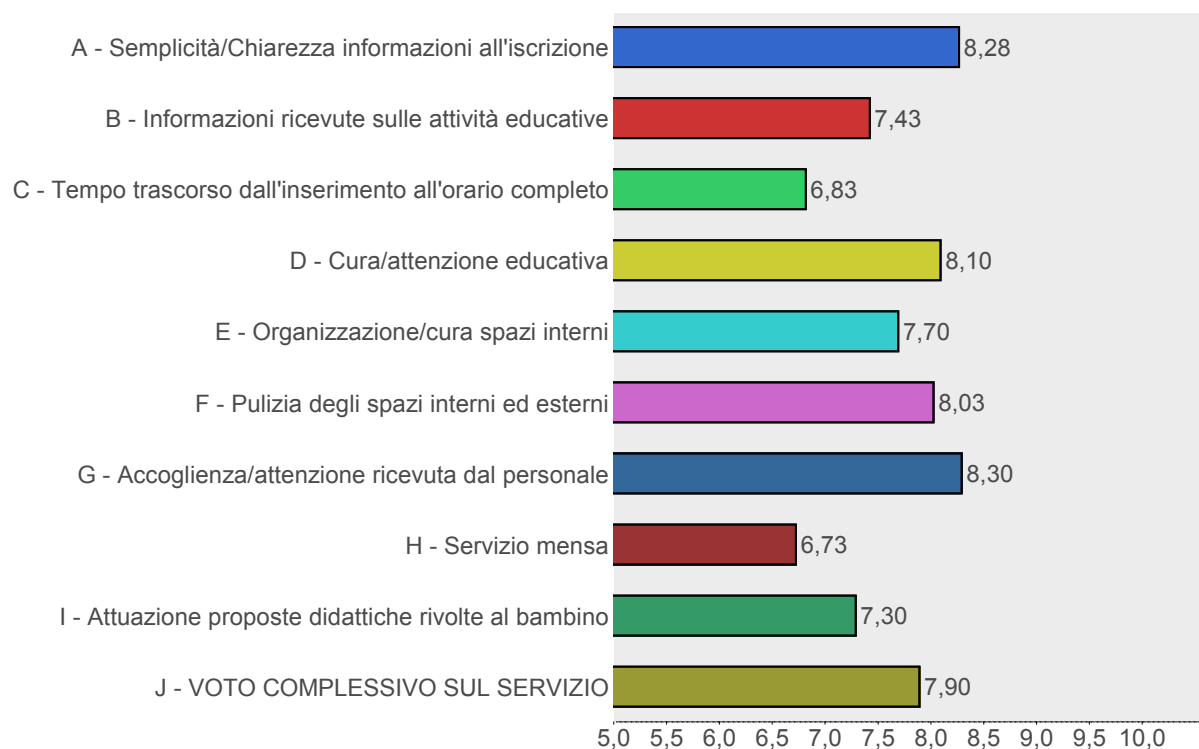 A - Semplicità/Chiarezza informazioni all'iscrizione 8,28
B - Informazioni ricevute sulle attività educative 7,43
C - Tempo trascorso dall'inserimento all'orario completo 6,83
D - Cura/attenzione educativa 8,10
E - Organizzazione/cura spazi interni 7,70
F - Pulizia degli spazi interni ed esterni 8,03
G - Accoglienza/attenzione ricevuta dal personale 8,30
H - Servizio mensa 6,73
I - Attuazione proposte didattiche rivolte al bambino 7,30
J - VOTO COMPLESSIVO SUL SERVIZIO 7,90
5,0 5,5 6,0 6,5 7,0 7,5 8,0 8,5 9,0 9,5 10,0